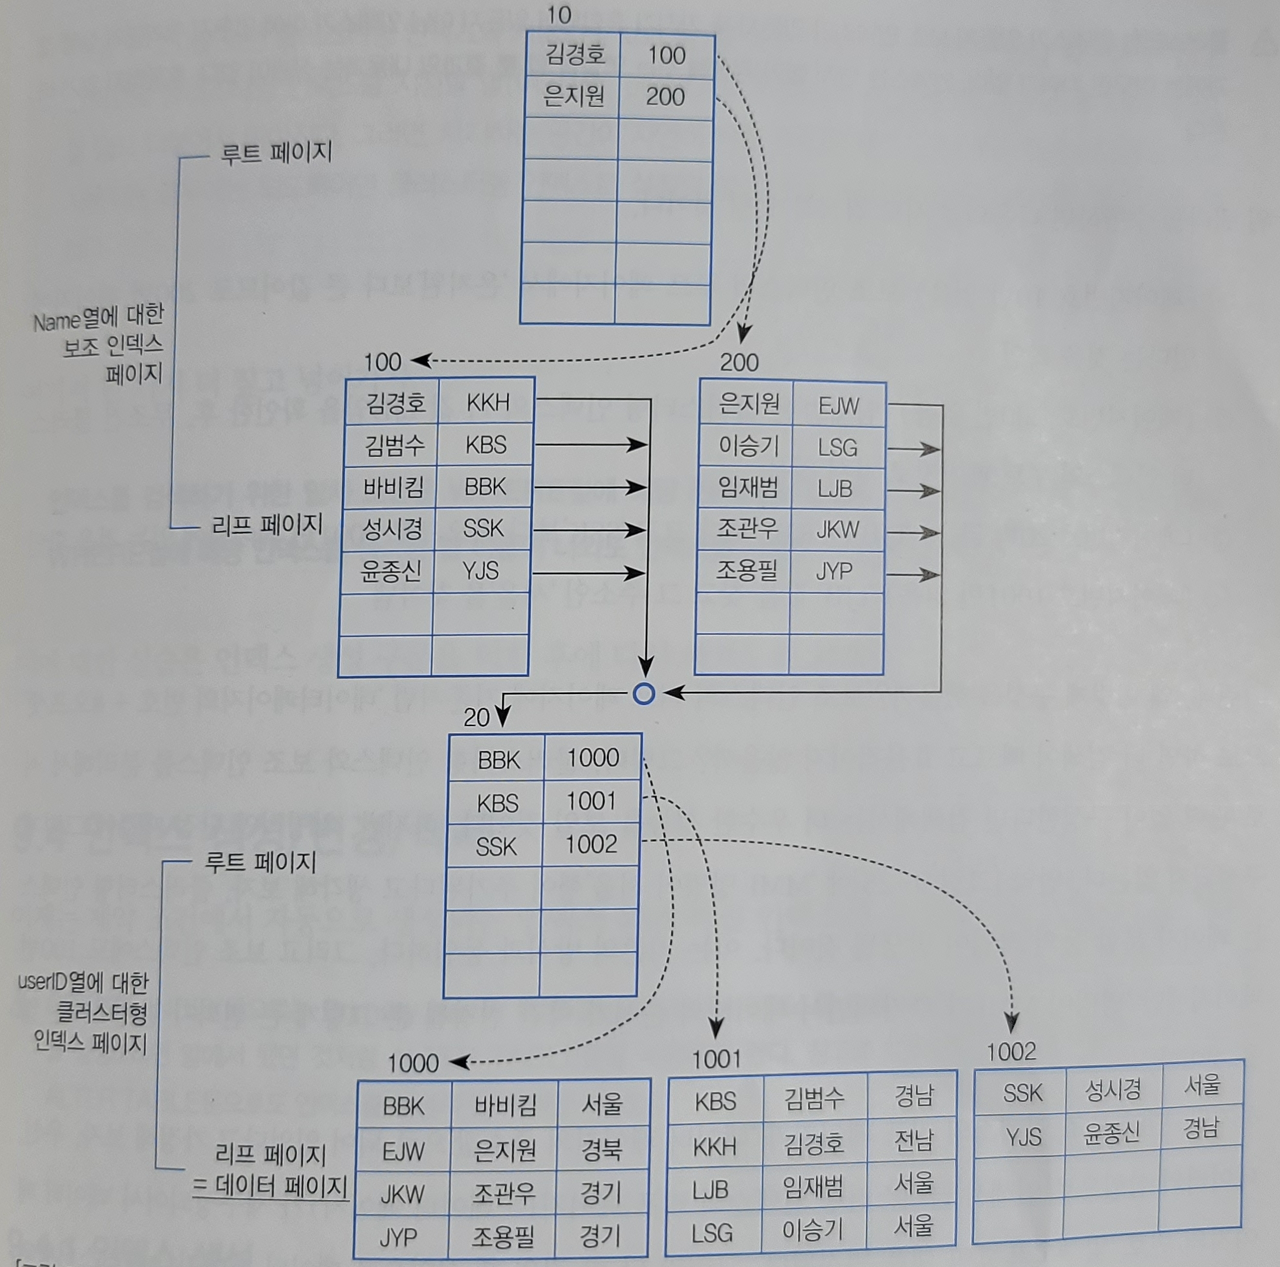 10
김경호 100
은지원 200
루트 페이지
Name열에 대한
보조 인덱스
페이지
리프 페이지
100
김경호 KKH
김범수 KBS
바비킴 BBK
성시경 SSK
윤종신 YJS
200
은지원 EJW
이승기 LSG
임재범 LJB
조관우 JKW
조용필 JYP
20
BBK 1000
KBS 1001
SSK 1002
루트 페이지
userID열에 대한
클러스터형
인덱스 페이지
리프 페이지
= 데이터 페이지
1000
BBK 바비킴 서울
EJW 은지원 경북
JKW 조관우 경기
JYP 조용필 경기
1001
KBS 김범수 경남
KKH 김경호 전남
LJB 임재범 서울
LSG 이승기 서울
1002
SSK 성시경 서울
YJS 윤종신 경남